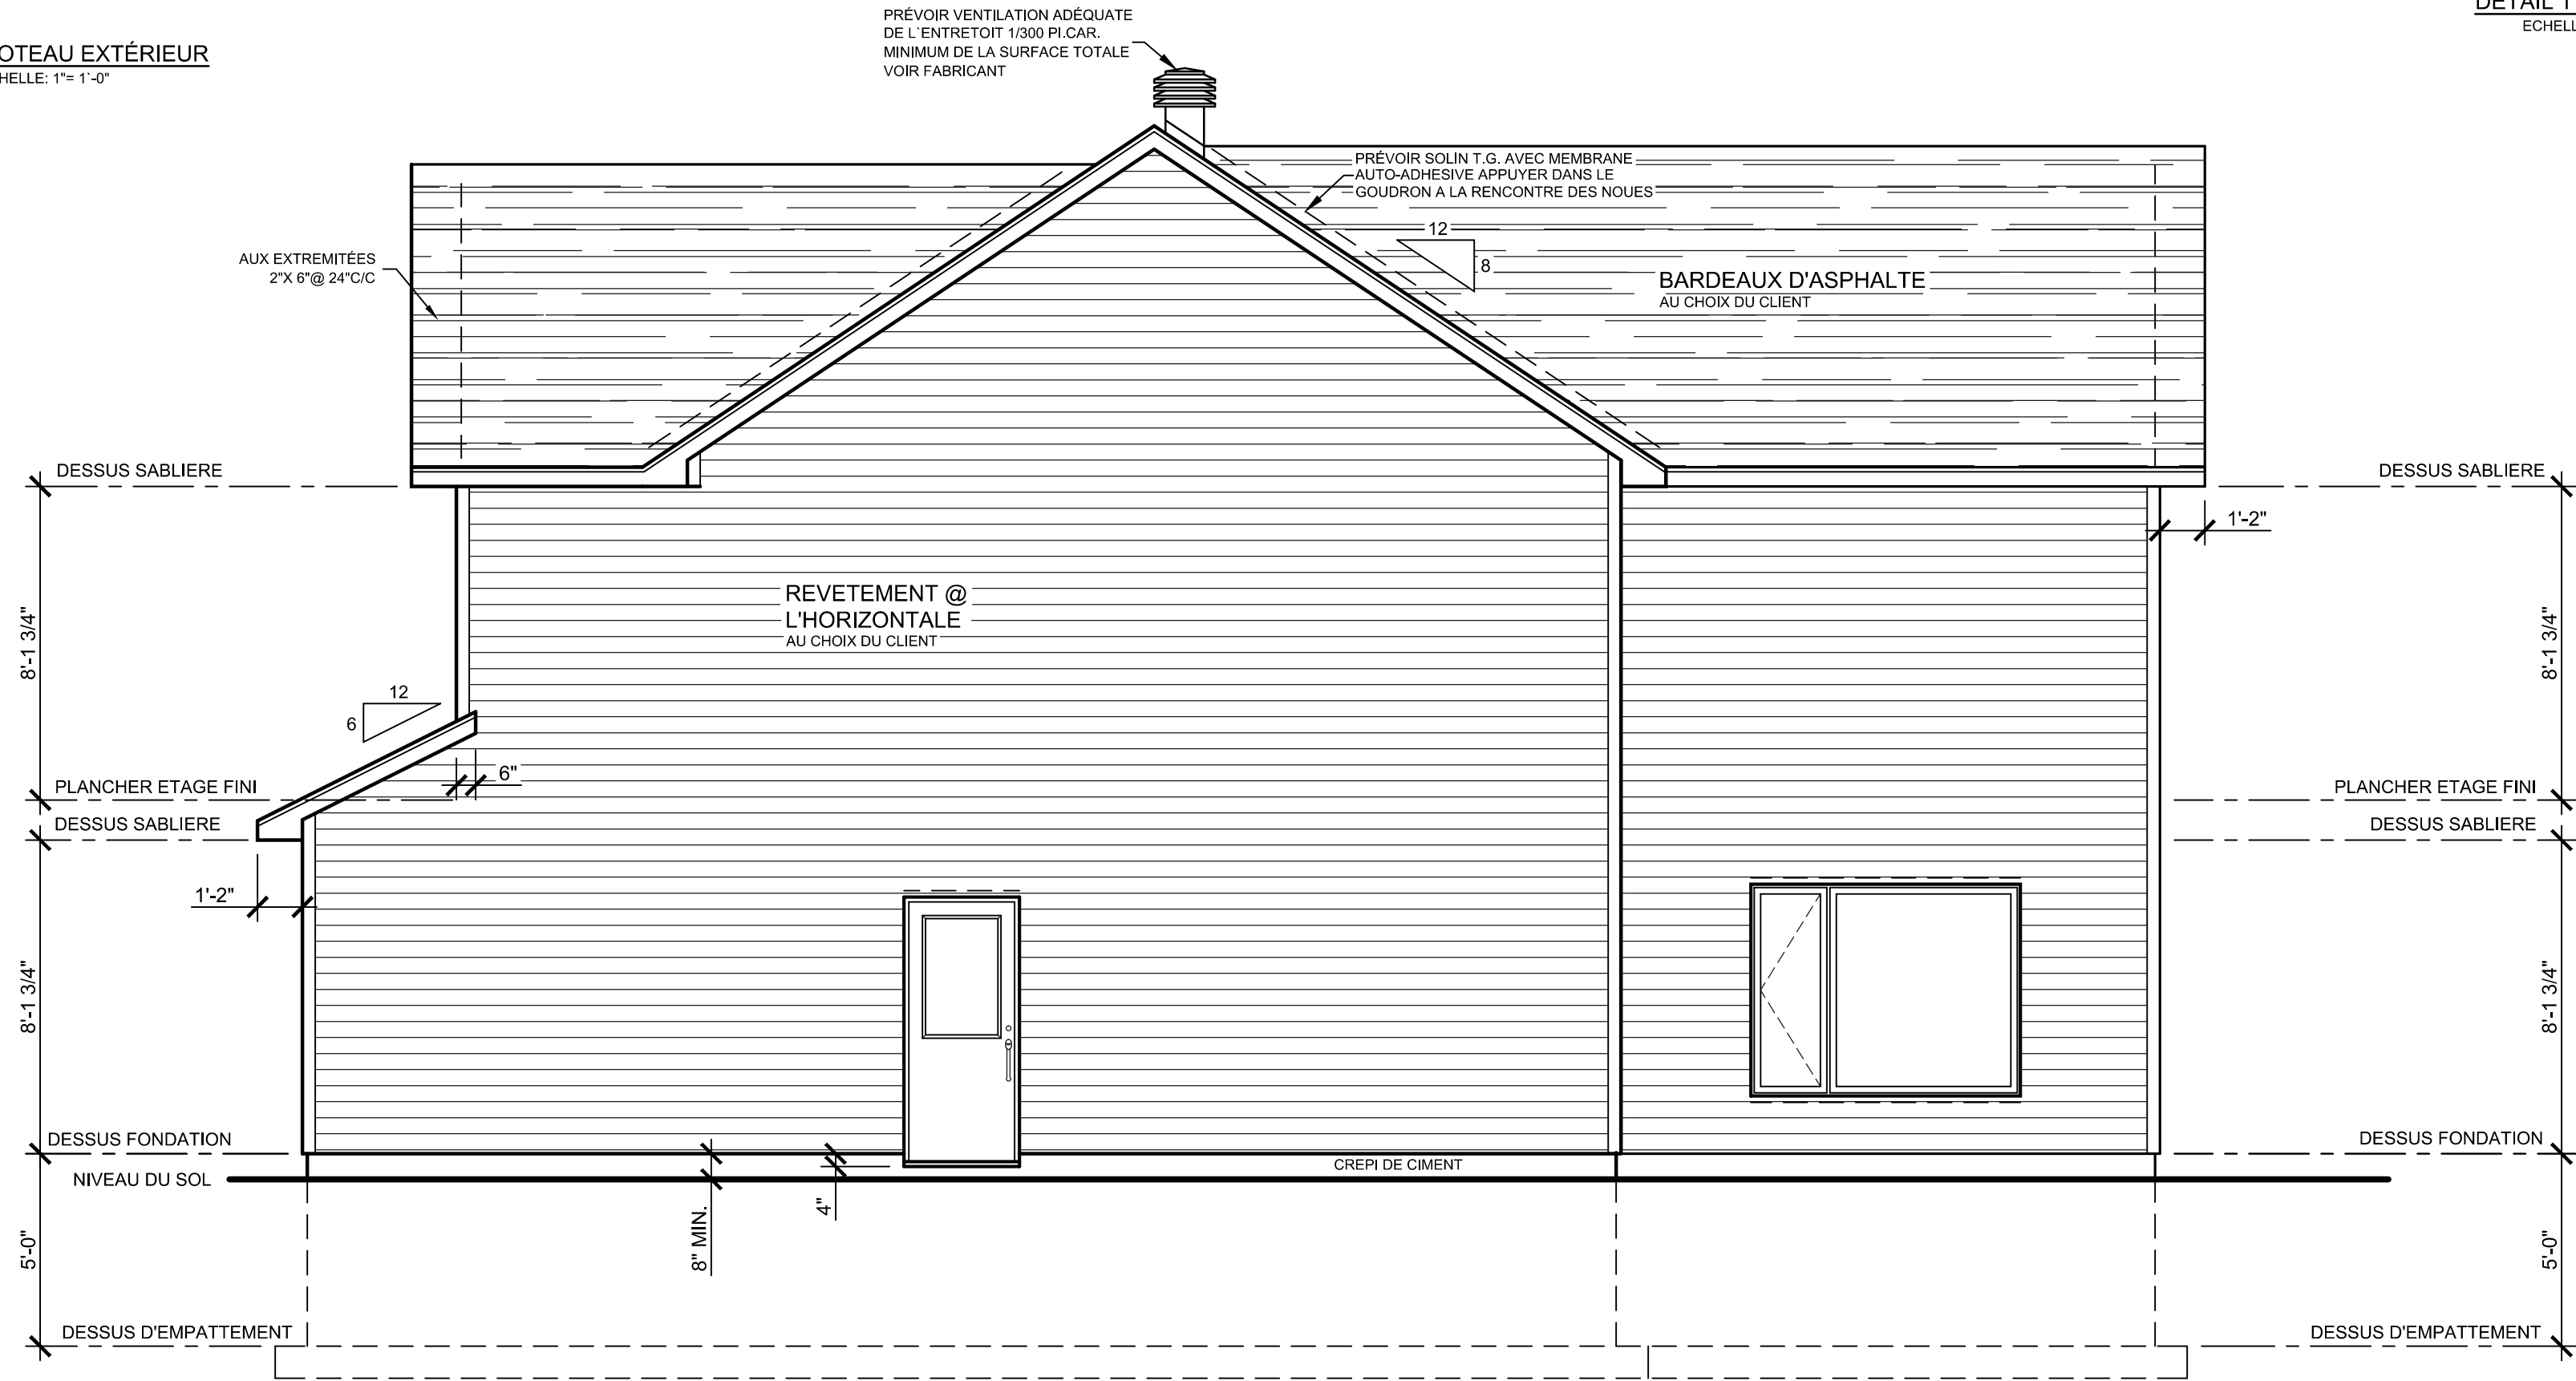 OTEAU EXTÉRIEUR
HELLE: 1"= 1`-0"
PRÉVOIR VENTILATION ADÉQUATE
DE L`ENTRETOIT 1/300 PI.CAR.
MINIMUM DE LA SURFACE TOTALE
VOIR FABRICANT
DETAIL T
ECHELL
PRÉVOIR SOLIN T.G. AVEC MEMBRANE
AUTO-ADHESIVE APPUYER DANS LE
GOUDRON A LA RENCONTRE DES NOUES
12
8
AUX EXTREMITÉES
2"X 6"@ 24"C/C
BARDEAUX D'ASPHALTE
AU CHOIX DU CLIENT
DESSUS SABLIERE
DESSUS SABLIERE
1'-2"
REVETEMENT @
L'HORIZONTALE
AU CHOIX DU CLIENT
8'-1 3/4"
8'-1 3/4"
12
6
6"
PLANCHER ETAGE FINI
PLANCHER ETAGE FINI
DESSUS SABLIERE
DESSUS SABLIERE
1'-2"
8'-1 3/4"
8'-1 3/4"
DESSUS FONDATION
DESSUS FONDATION
CREPI DE CIMENT
NIVEAU DU SOL
4"
8" MIN.
5'-0"
5'-0"
DESSUS D'EMPATTEMENT
DESSUS D'EMPATTEMENT